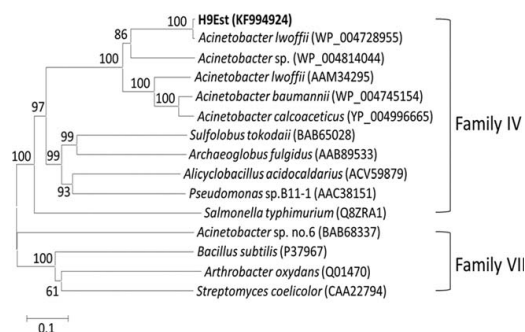 100 H9Est (KF994924)
86 Acinetobacter lwoffii (WP_004728955)
100 Acinetobacter sp. (WP_004814044)
100 Acinetobacter lwoffii (AAM34295)
100 Acinetobacter baumannii (WP_004745154)
Acinetobacter calcoaceticus (YP_004996665)
97
99 Sulfolobus tokodaii (BAB65028)
99 Archaeoglobus fulgidus (AAB89533)
100 Alicyclobacillus acidocaldarius (ACV59879)
93 Pseudomonas sp.B11-1 (AAC38151)
Salmonella typhimurium (Q8ZRA1)
Family IV
Acinetobacter sp. no.6 (BAB68337)
100 Bacillus subtilis (P37967)
Arthrobacter oxydans (Q01470)
61 Streptomyces coelicolor (CAA22794)
Family VII
0.1